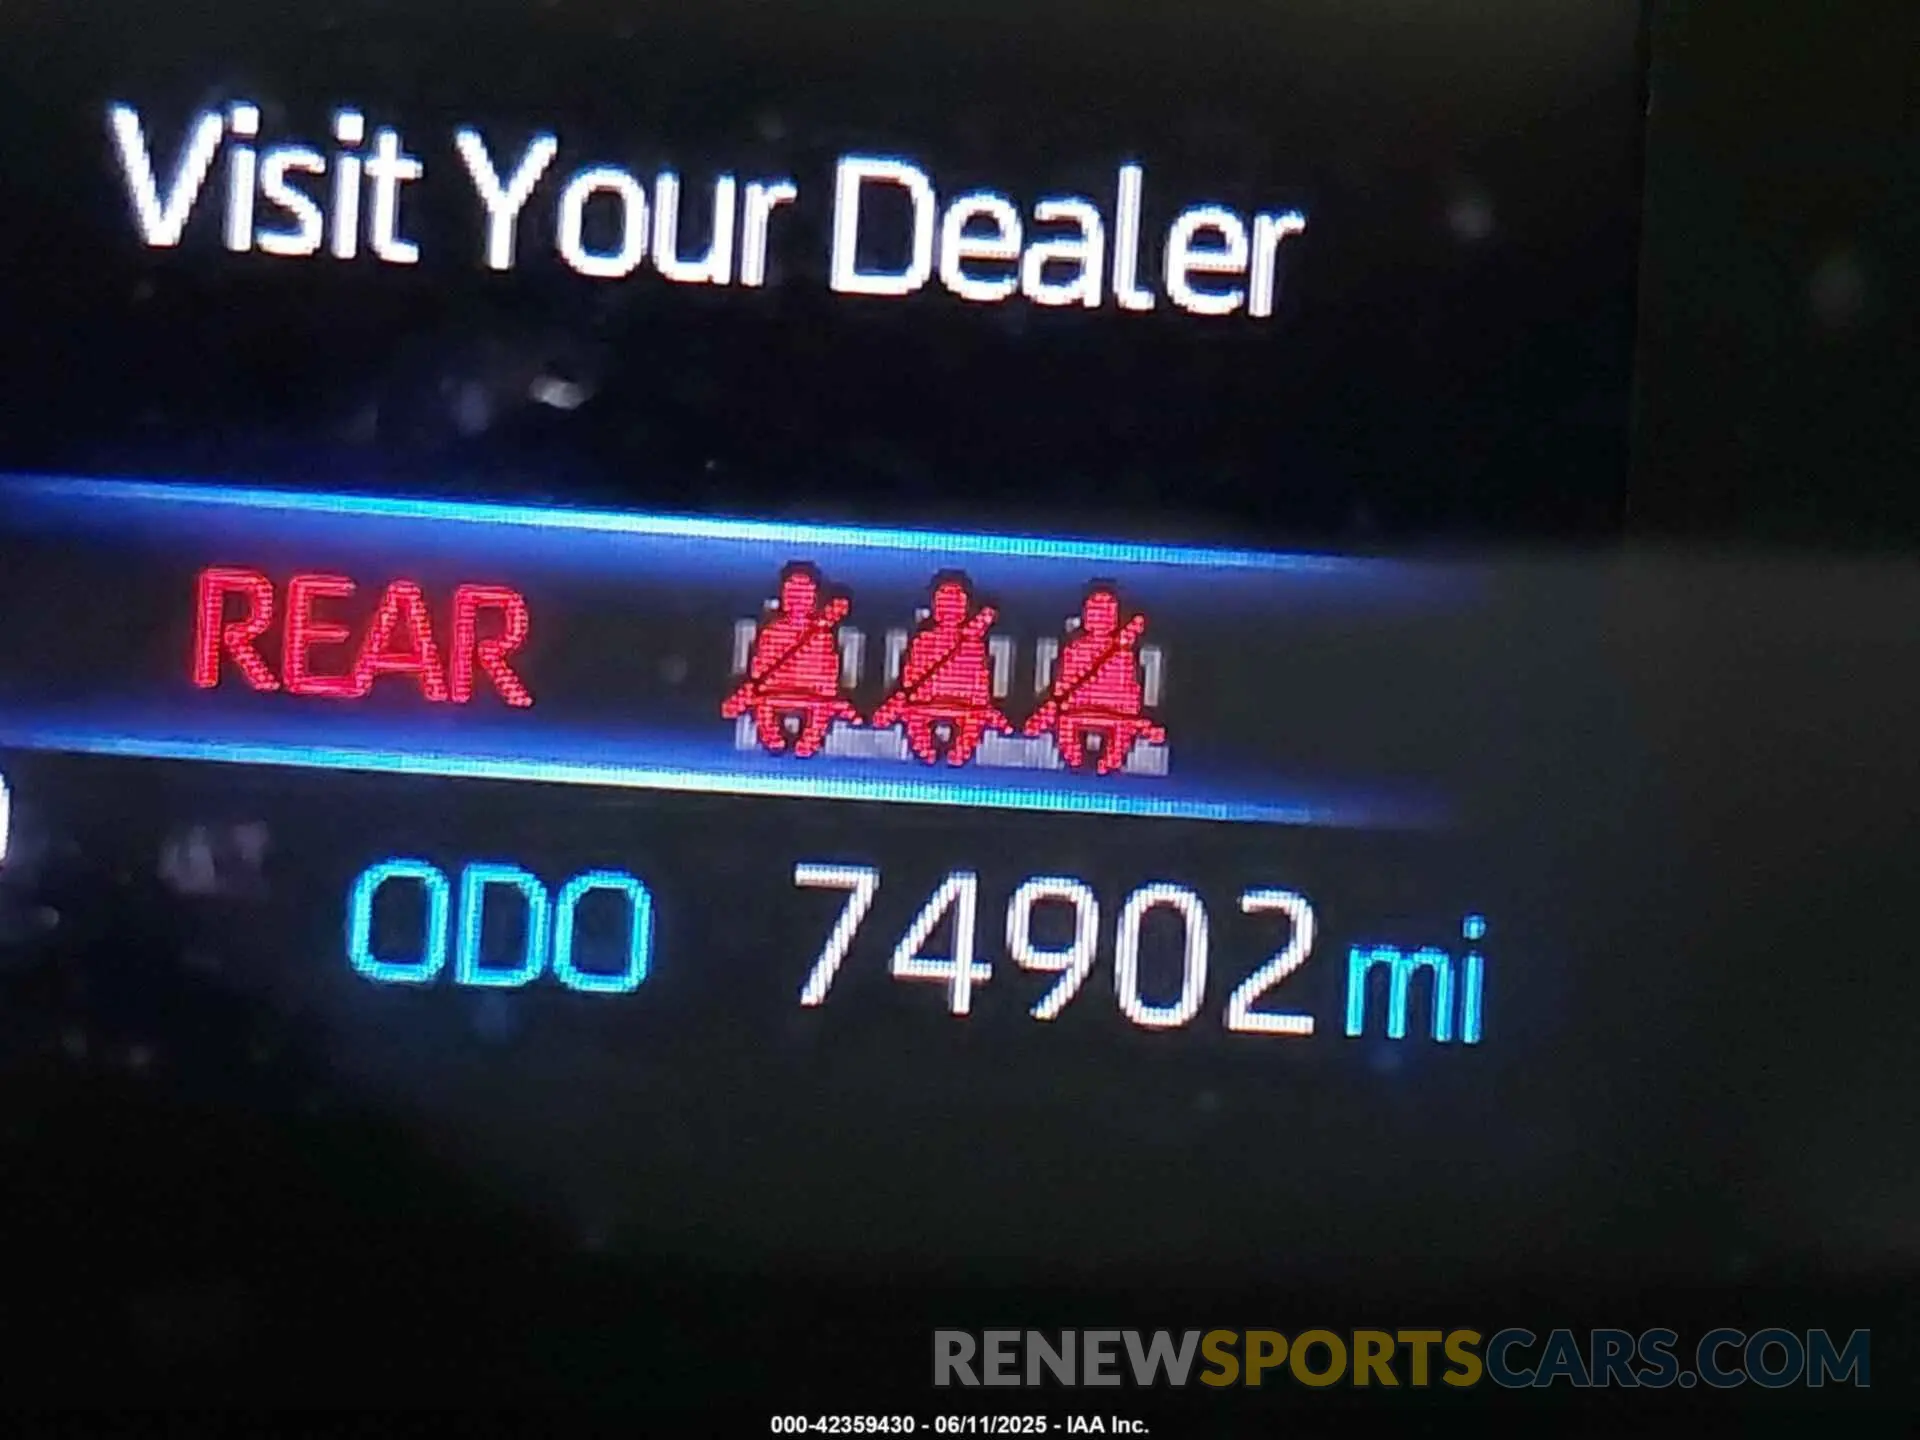 Visit Your Dealer
REAR
ODO 74902 mi
RENEWSPORTSCARS.COM
000-42359430 - 06/11/2025 - IAA Inc.